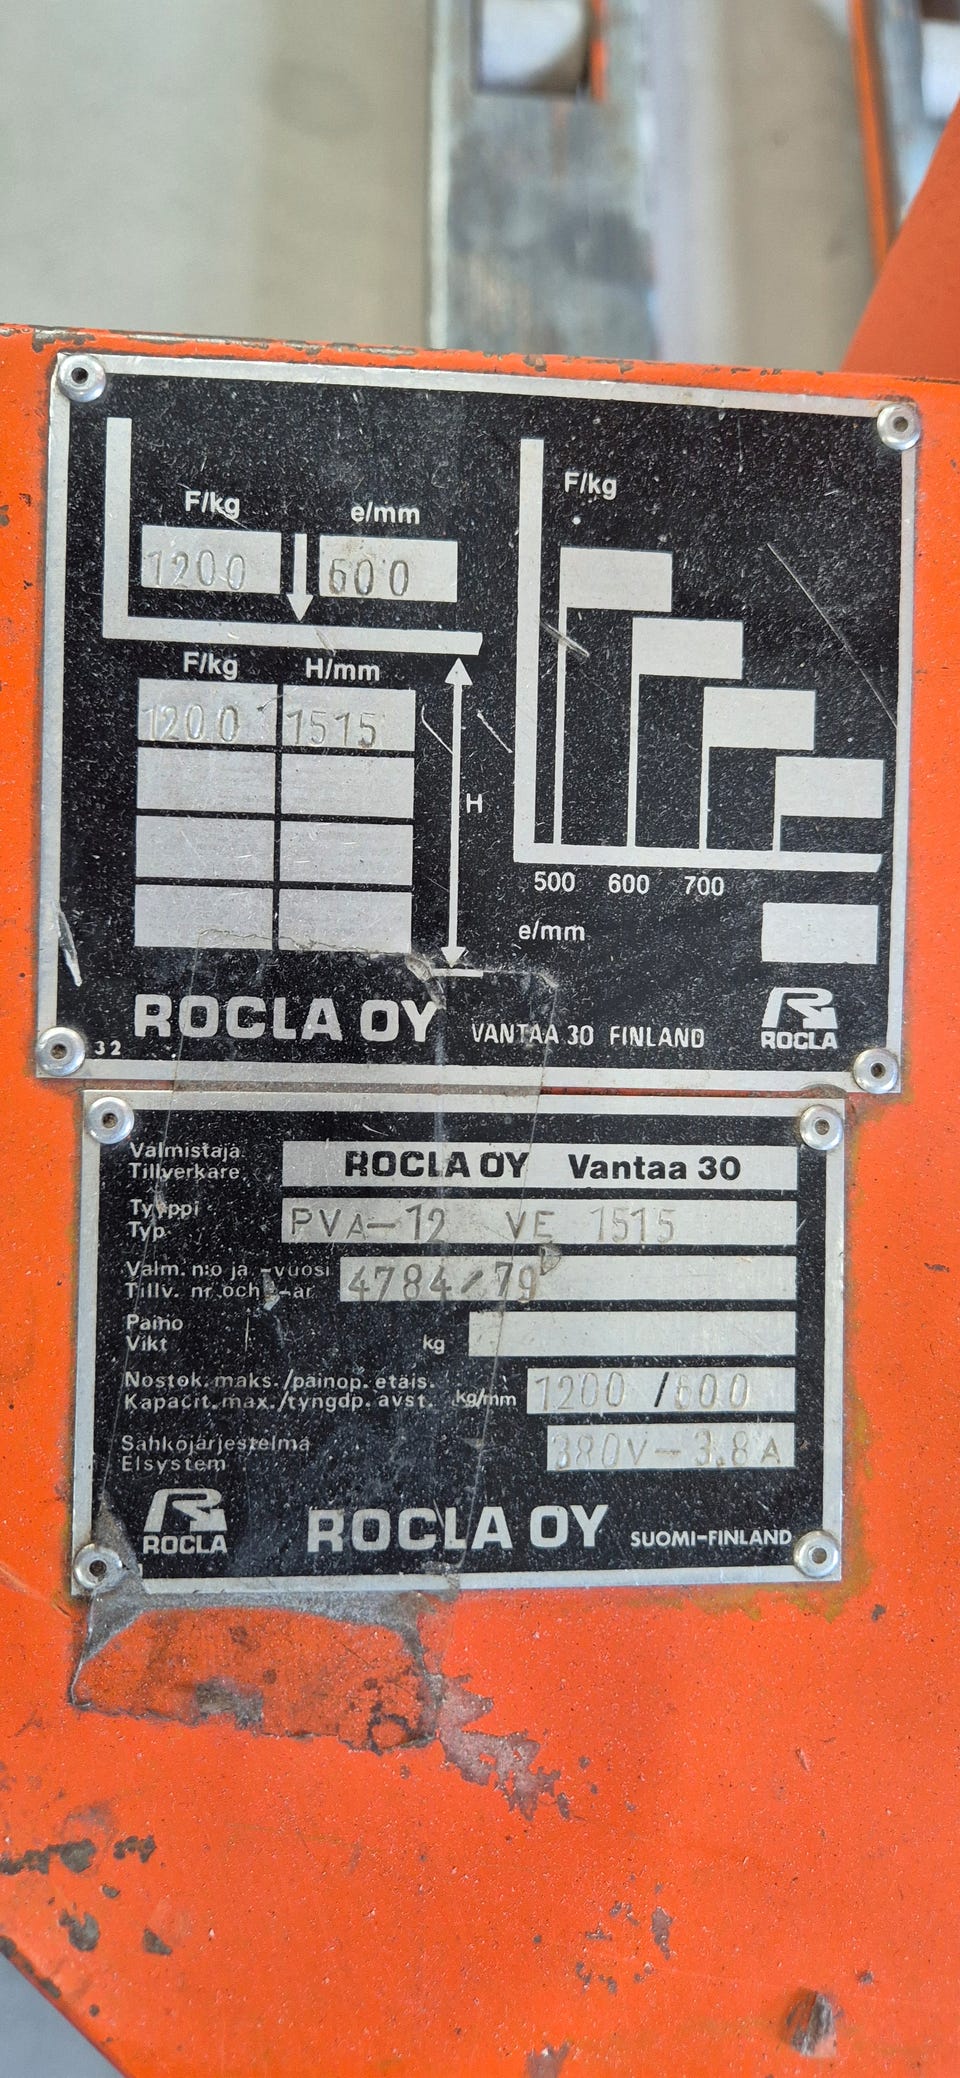 F/kg e/mm
1200 600
F/kg H/mm
1200 1515
H
F/kg
500 600 700
e/mm
ROCLA OY VANTAA 30 FINLAND
ROCLA
32
Valmistaja
Tillverkare
ROCLA OY Vantaa 30
Tyyppi
Typ
PVA-12 VE 1515
Valm. n:o ja -vuosi
Tillv. nr och -år
4784/79
Paino
Vikt
kg
Nostok. maks./painop. etäis.
Kapacit. max./tyngdp. avst. kg/mm
1200 /600
Sähköjärjestelmä
Elsystem
380V-3.8A
ROCLA
ROCLA OY SUOMI-FINLAND